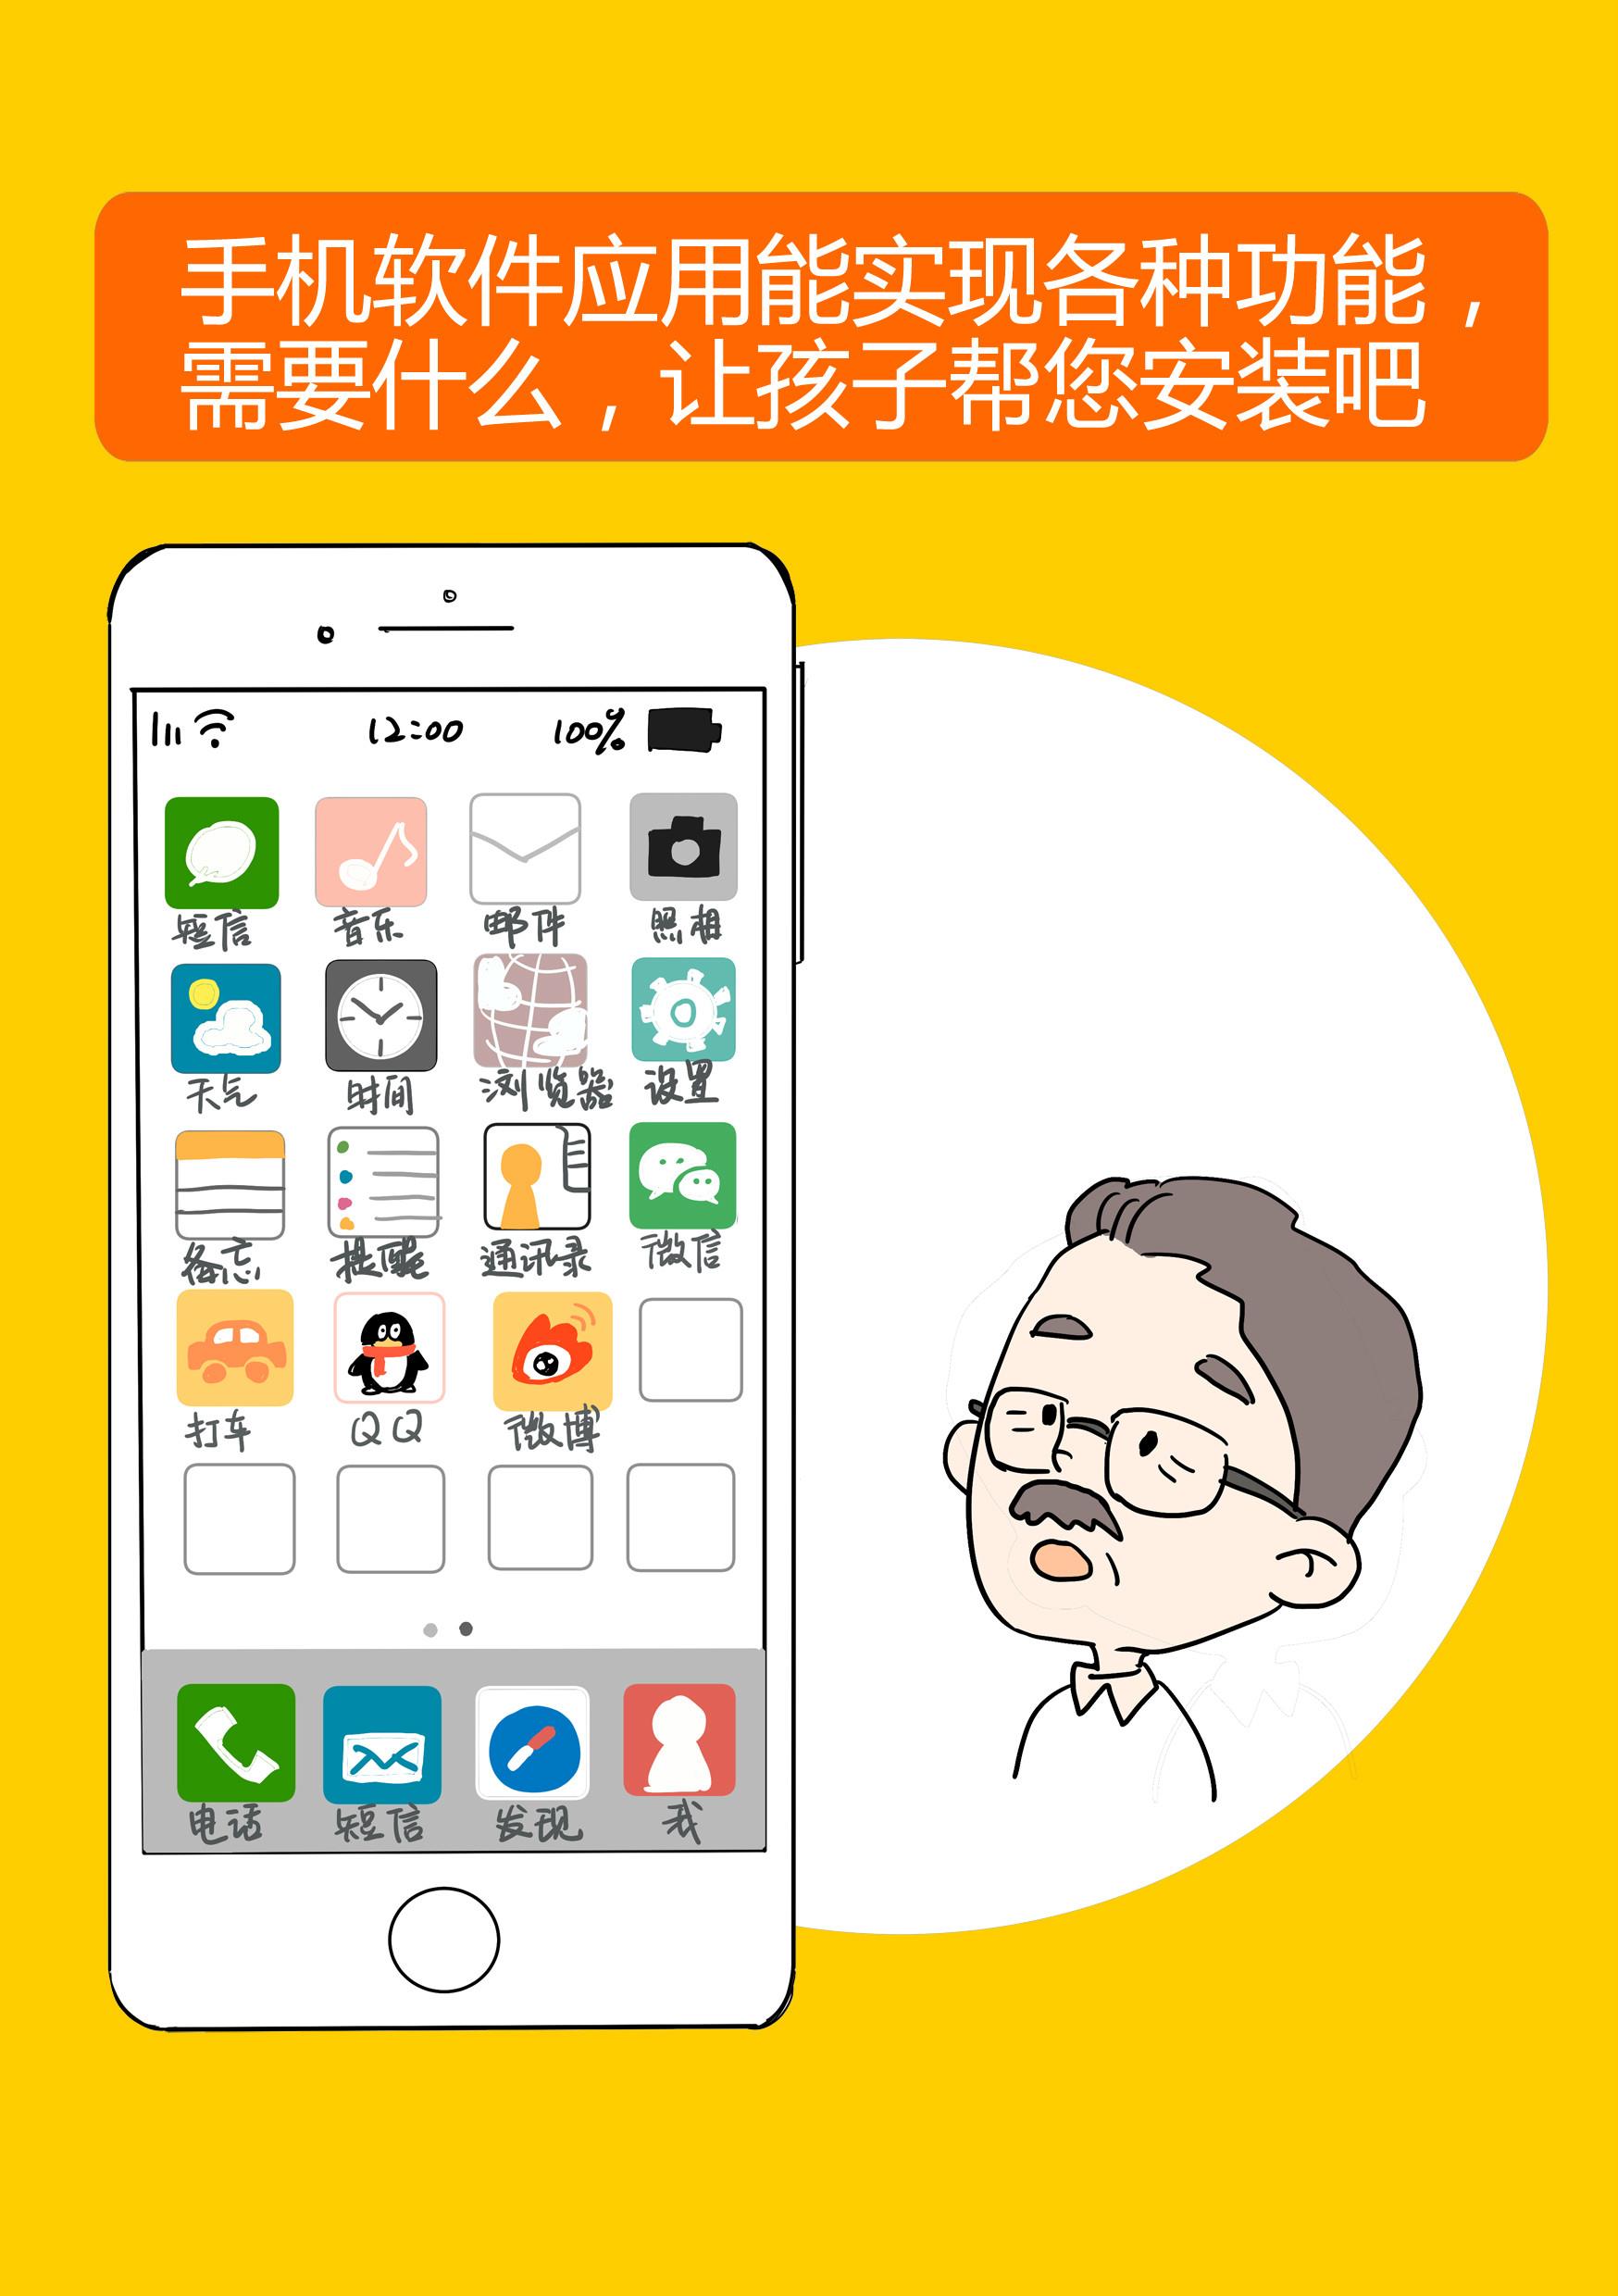 手机软件应用能实现各种功能，
需要什么，让孩子帮您安装吧
12:00 100%
短信 音乐 邮件 照相
天气 时间 浏览器 设置
备忘 提醒 通讯录 微信
打车 QQ 微博
电话 短信 发现 我